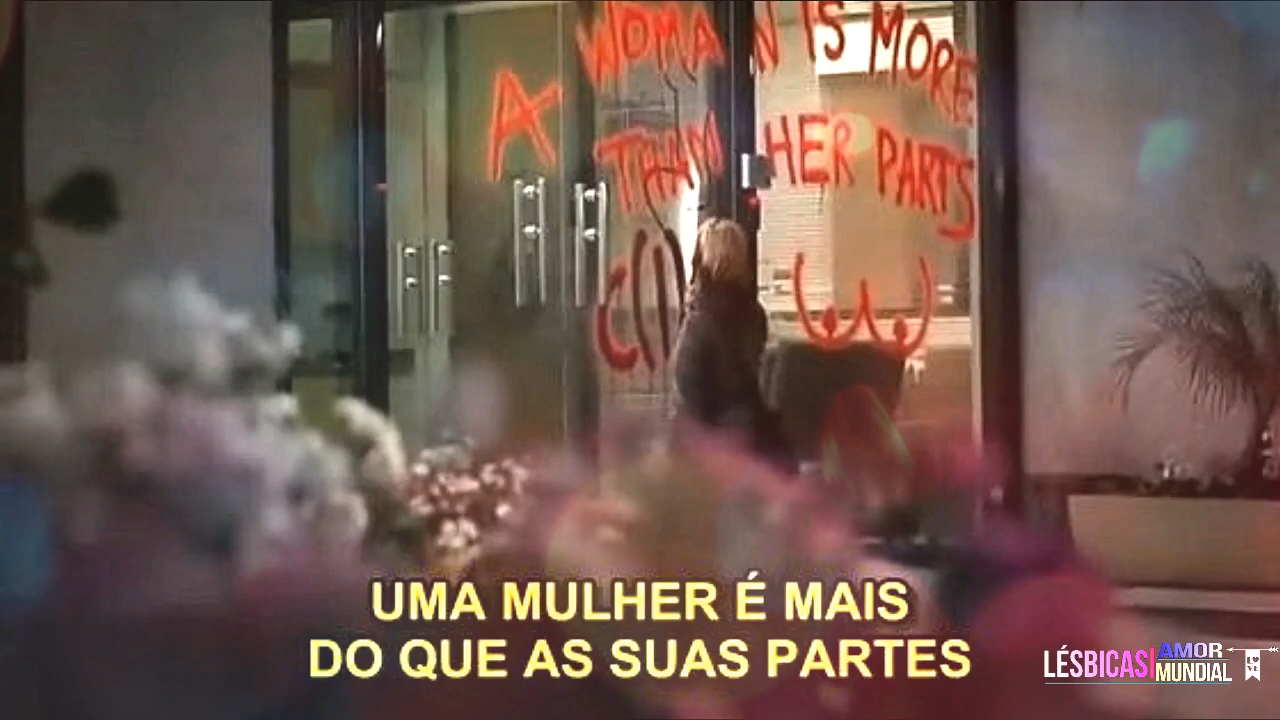 A WOMAN IS MORE
THAN HER PARTS
UMA MULHER É MAIS
DO QUE AS SUAS PARTES
LÉSBICAS AMOR
MUNDIAL